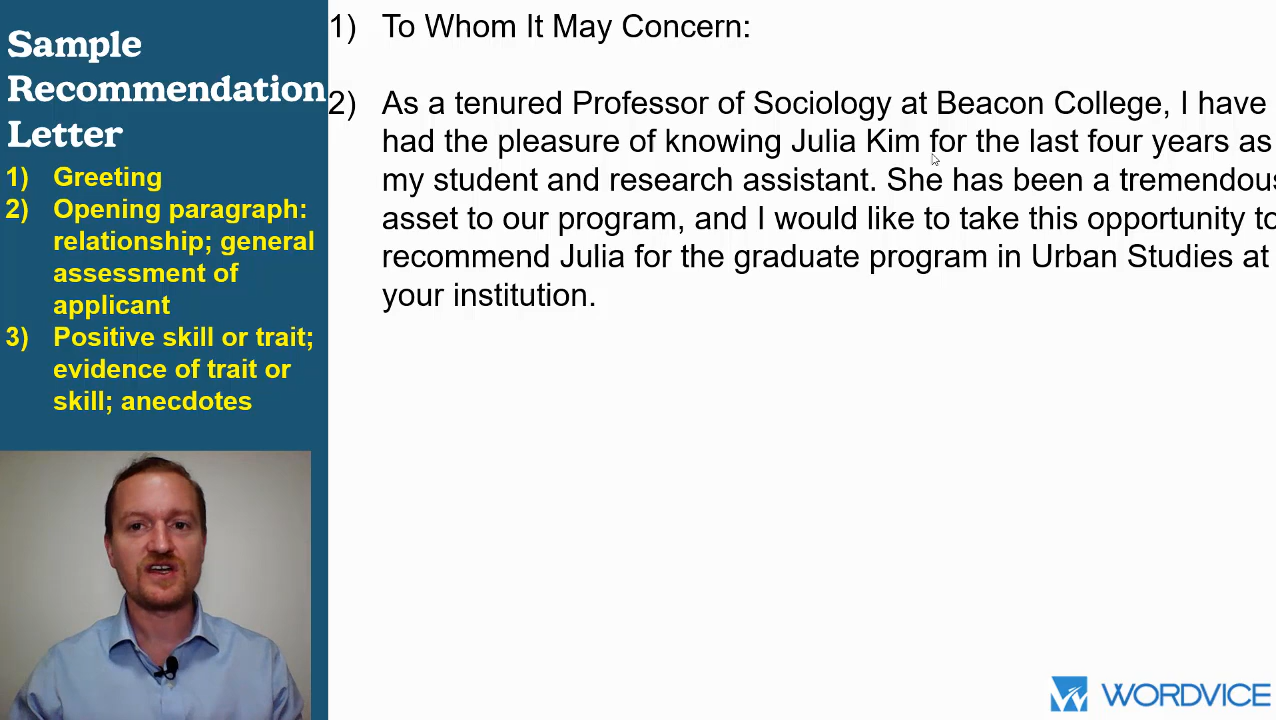 Sample
Recommendation
Letter
1) Greeting
2) Opening paragraph:
relationship; general
assessment of
applicant
3) Positive skill or trait;
evidence of trait or
skill; anecdotes
1) To Whom It May Concern:
2) As a tenured Professor of Sociology at Beacon College, I have
had the pleasure of knowing Julia Kim for the last four years as
my student and research assistant. She has been a tremendous
asset to our program, and I would like to take this opportunity to
recommend Julia for the graduate program in Urban Studies at
your institution.
WORDVICE